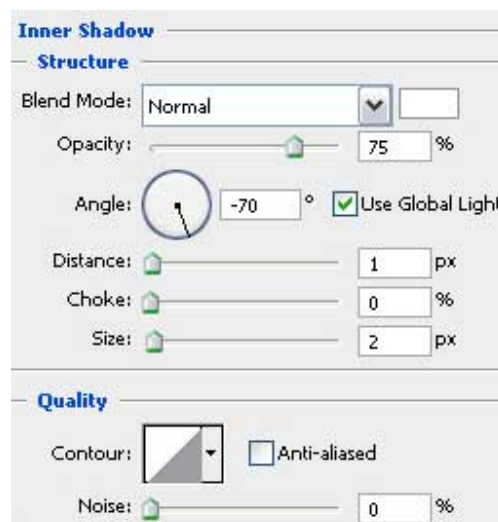 Inner Shadow
Structure
Blend Mode: Normal
Opacity: 75 %
Angle: -70 ° Use Global Light
Distance: 1 px
Choke: 0 %
Size: 2 px
Quality
Contour: Anti-aliased
Noise: 0 %